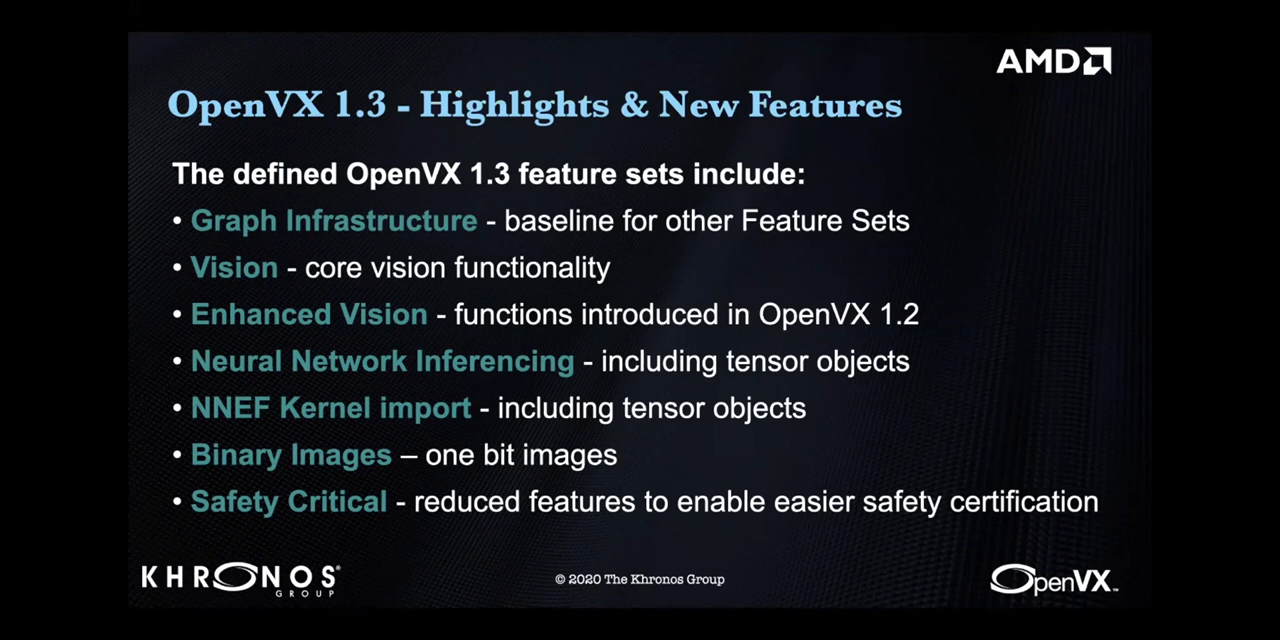 AMD
OpenVX 1.3 - Highlights & New Features
The defined OpenVX 1.3 feature sets include:
• Graph Infrastructure - baseline for other Feature Sets
• Vision - core vision functionality
• Enhanced Vision - functions introduced in OpenVX 1.2
• Neural Network Inferencing - including tensor objects
• NNEF Kernel import - including tensor objects
• Binary Images – one bit images
• Safety Critical - reduced features to enable easier safety certification
KHRONOS®
GROUP
© 2020 The Khronos Group
OpenVX™